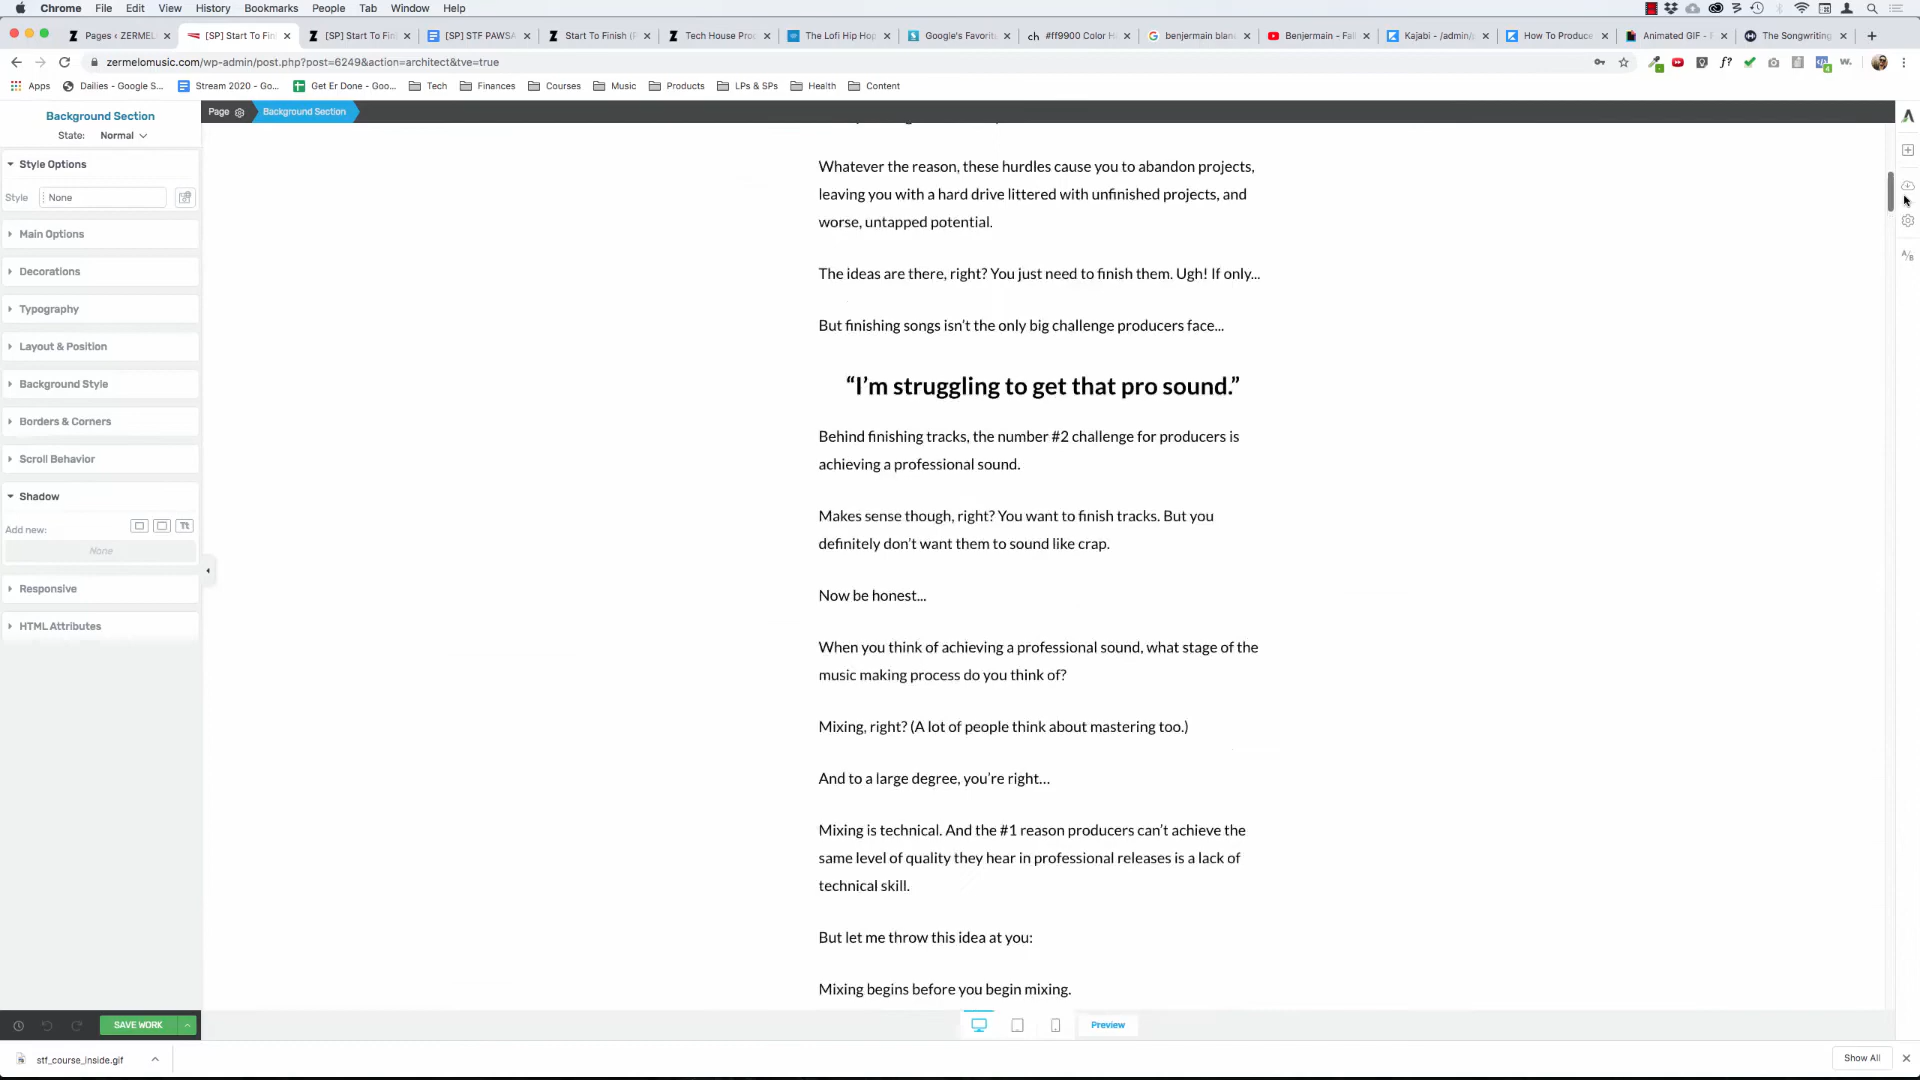 Chrome File Edit View History Bookmarks People Tab Window Help
Pages ‹ ZERMEL
[SP] Start To Fin
[SP] Start To Fin
[SP] STF PAWSA
Start To Finish (F
Tech House Pro
The Lofi Hip Hop
Google's Favorit
#ff9900 Color H
benjermain blan
Benjermain - Fal
Kajabi - /admin/s
How To Produce
Animated GIF - F
The Songwriting
zermelomusic.com/wp-admin/post.php?post=6249&action=architect&tve=true
Apps Dailies - Google S... Stream 2020 - Go... Get Er Done - Goo... Tech Finances Courses Music Products LPs & SPs Health Content
Background Section
State: Normal
Page Background Section
Style Options
Style None
Main Options
Decorations
Typography
Layout & Position
Background Style
Borders & Corners
Scroll Behavior
Shadow
Add new: Tt
None
Responsive
HTML Attributes
Whatever the reason, these hurdles cause you to abandon projects,
leaving you with a hard drive littered with unfinished projects, and
worse, untapped potential.
The ideas are there, right? You just need to finish them. Ugh! If only...
But finishing songs isn’t the only big challenge producers face...
“I’m struggling to get that pro sound.”
Behind finishing tracks, the number #2 challenge for producers is
achieving a professional sound.
Makes sense though, right? You want to finish tracks. But you
definitely don’t want them to sound like crap.
Now be honest...
When you think of achieving a professional sound, what stage of the
music making process do you think of?
Mixing, right? (A lot of people think about mastering too.)
And to a large degree, you’re right…
Mixing is technical. And the #1 reason producers can’t achieve the
same level of quality they hear in professional releases is a lack of
technical skill.
But let me throw this idea at you:
Mixing begins before you begin mixing.
A/B
SAVE WORK
Preview
stf_course_inside.gif
Show All